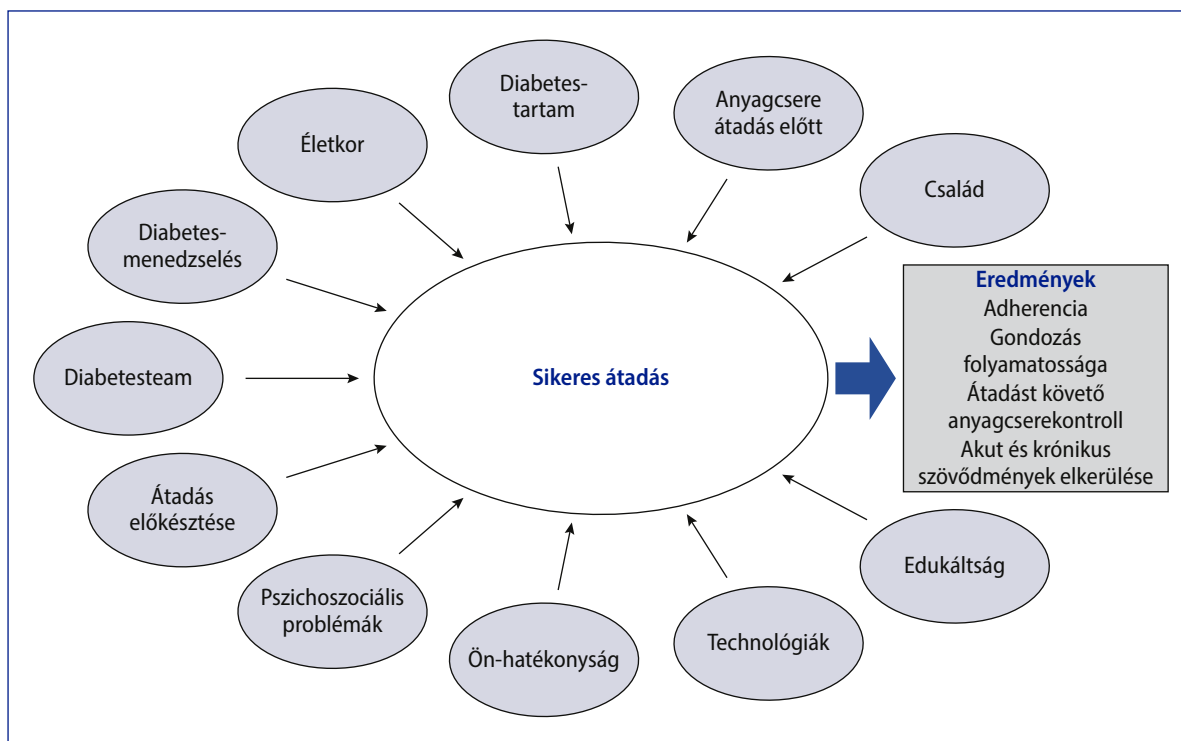 Diabetes-
tartam
Anyagcsere
átadás előtt
Életkor
Család
Diabetes-
menedzselés
Eredmények
Adherencia
Gondozás
folyamatossága
Átadást követő
anyagcserekontroll
Akut és krónikus
szövődmények elkerülése
Diabetesteam
Sikeres átadás
Átadás
előkésztése
Edukáltság
Pszichoszociális
problémák
Ön-hatékonyság
Technológiák